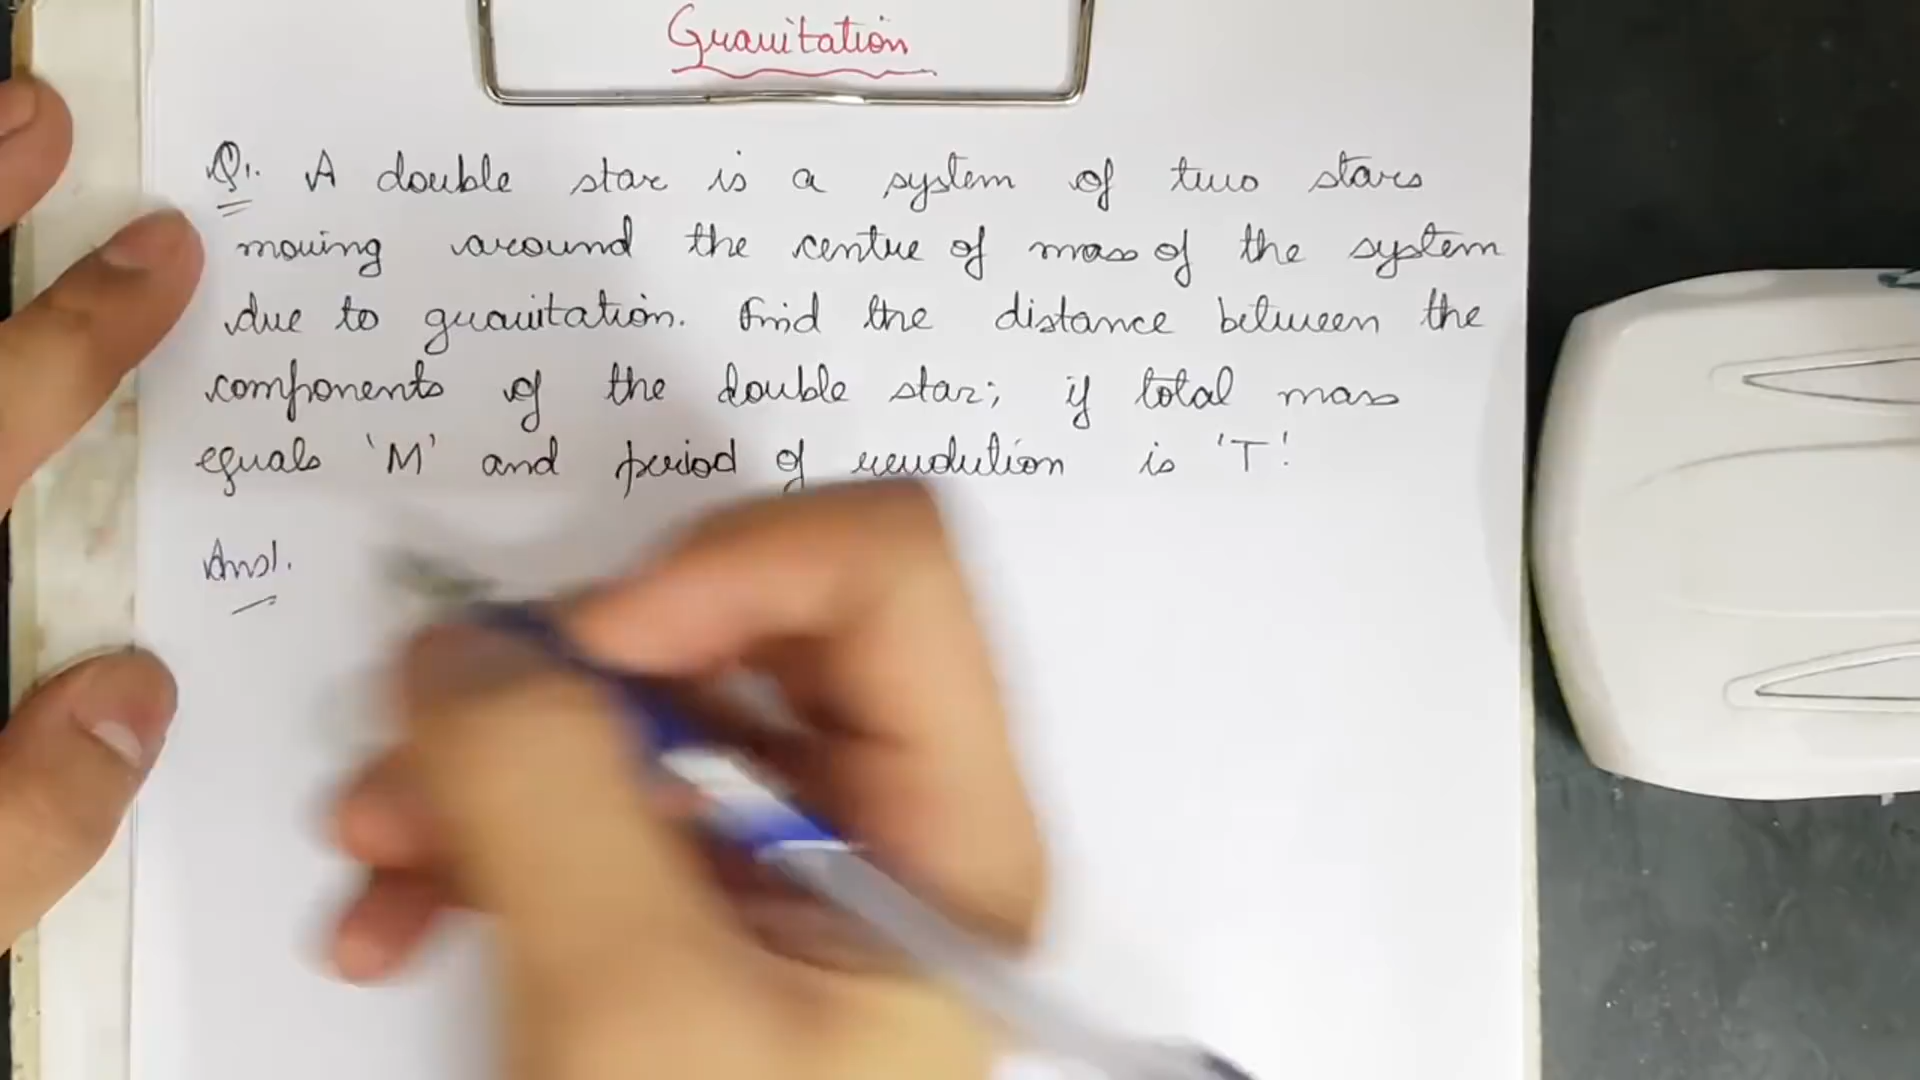 Gravitation
Q1. A double star is a system of two stars
moving around the centre of mass of the system
due to gravitation. Find the distance between the
components of the double star; if total mass
equals 'M' and period of revolution is 'T'.
Ans1.